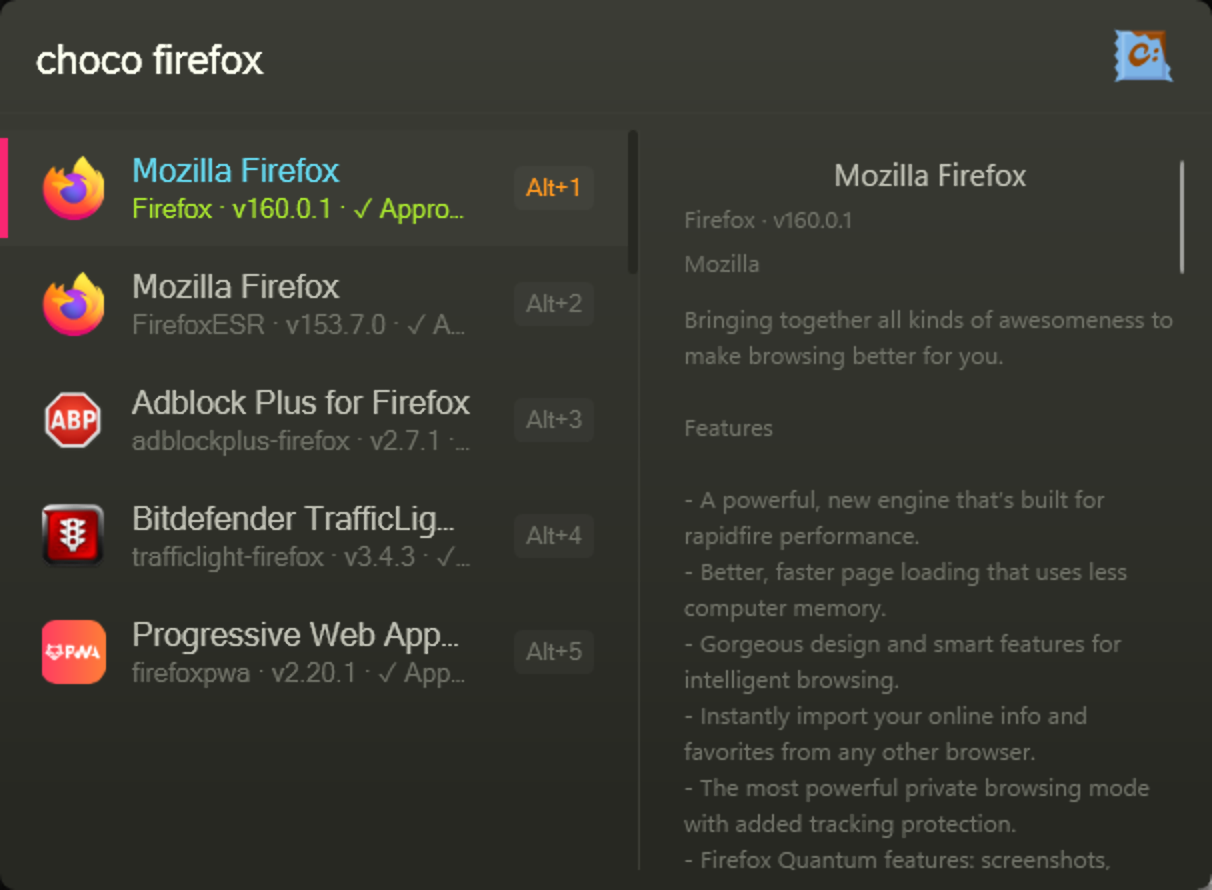 choco firefox
C:
Mozilla Firefox
Firefox · v160.0.1 · ✓ Appro...
Alt+1
Mozilla Firefox
FirefoxESR · v153.7.0 · ✓ A...
Alt+2
ABP
Adblock Plus for Firefox
adblockplus-firefox · v2.7.1 ·...
Alt+3
Bitdefender TrafficLig...
trafficlight-firefox · v3.4.3 · ✓...
Alt+4
PWA
Progressive Web App...
firefoxpwa · v2.20.1 · ✓ App...
Alt+5
Mozilla Firefox
Firefox · v160.0.1
Mozilla
Bringing together all kinds of awesomeness to
make browsing better for you.
Features
- A powerful, new engine that's built for
rapidfire performance.
- Better, faster page loading that uses less
computer memory.
- Gorgeous design and smart features for
intelligent browsing.
- Instantly import your online info and
favorites from any other browser.
- The most powerful private browsing mode
with added tracking protection.
- Firefox Quantum features: screenshots,